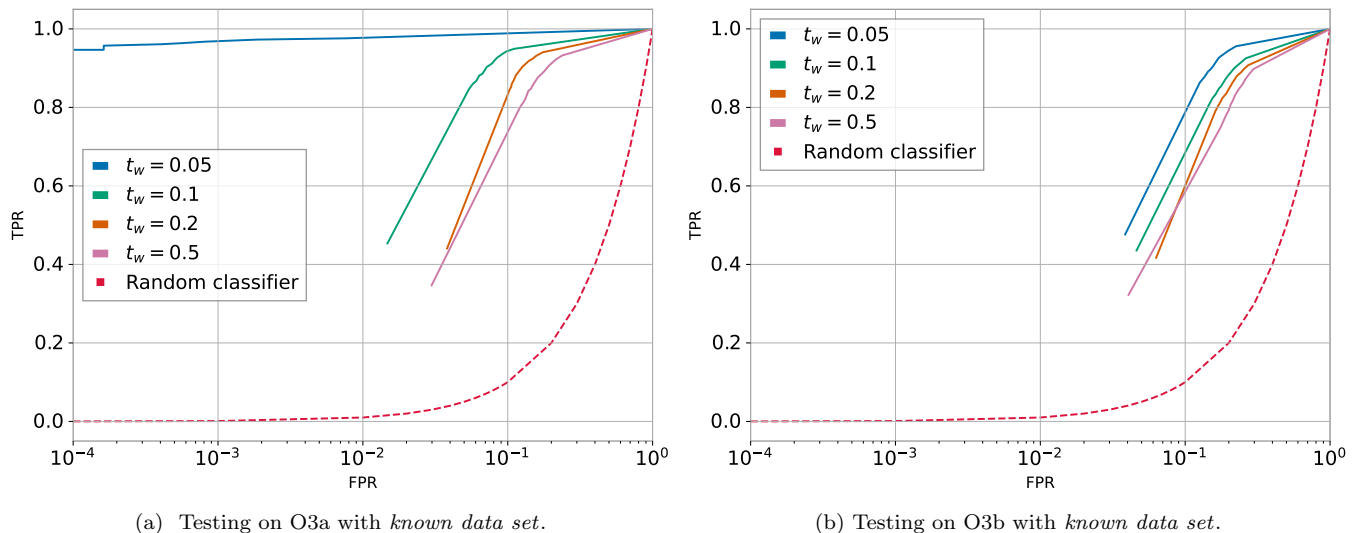 1.0
0.8
0.6
0.4
0.2
0.0
TPR
t_w = 0.05
t_w = 0.1
t_w = 0.2
t_w = 0.5
Random classifier
10^{-4} 10^{-3} 10^{-2} 10^{-1} 10^0
FPR
(a) Testing on O3a with known data set.
1.0
0.8
0.6
0.4
0.2
0.0
TPR
t_w = 0.05
t_w = 0.1
t_w = 0.2
t_w = 0.5
Random classifier
10^{-4} 10^{-3} 10^{-2} 10^{-1} 10^0
FPR
(b) Testing on O3b with known data set.